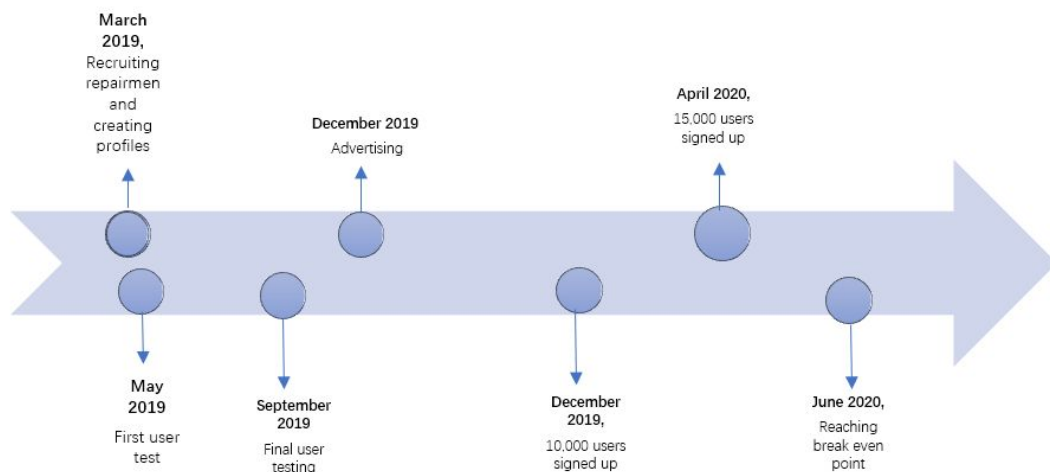 March
2019,
Recruiting
repairmen
and
creating
profiles
May
2019
First user
test
September
2019
Final user
testing
December 2019
Advertising
December
2019,
10,000 users
signed up
April 2020,
15,000 users
signed up
June 2020,
Reaching
break even
point